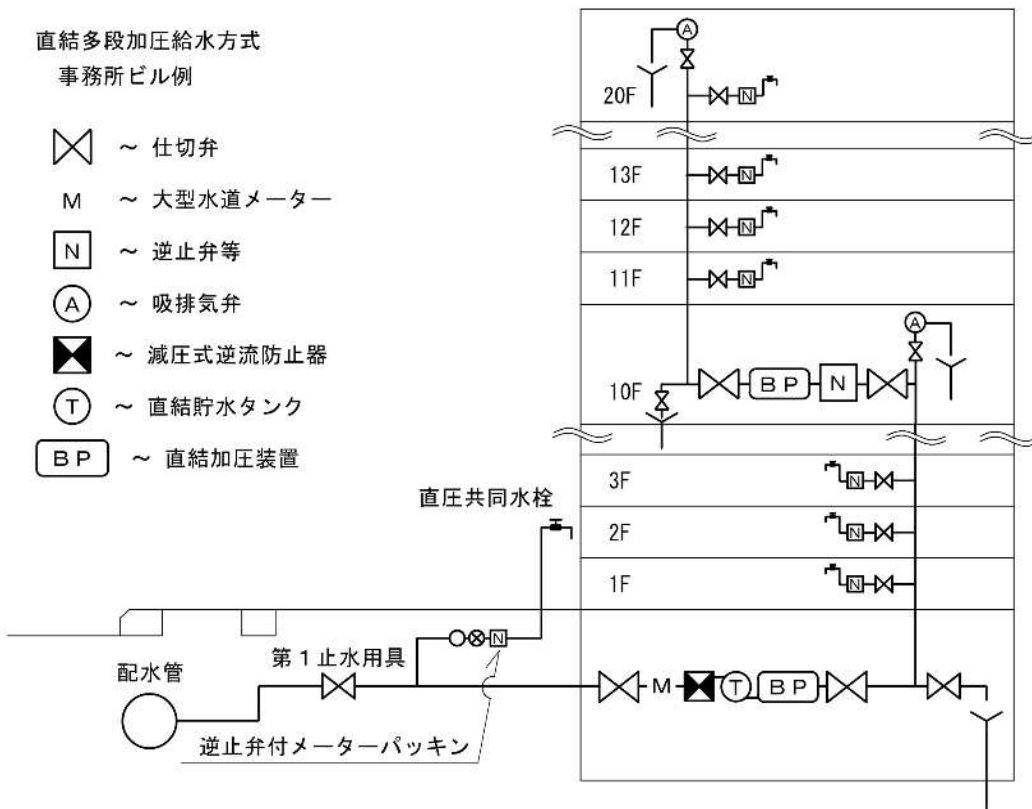 直結多段加圧給水方式
事務所ビル例
～ 仕切弁
M ～ 大型水道メーター
N ～ 逆止弁等
A ～ 吸排気弁
～ 減圧式逆流防止器
T ～ 直結貯水タンク
BP ～ 直結加圧装置
A
20F
N
13F
N
12F
N
11F
N
A
10F
BP
N
3F
N
2F
N
1F
N
直圧共同水栓
N
第1止水用具
配水管
M
T
BP
逆止弁付メーターパッキン